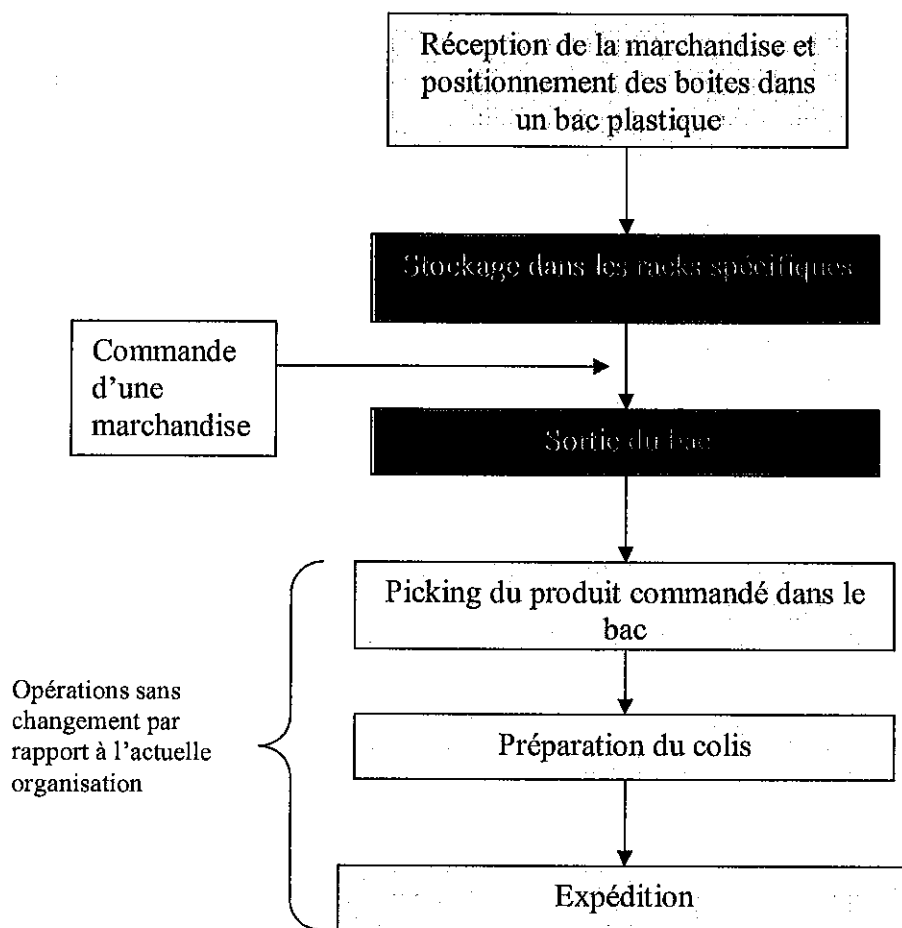 Réception de la marchandise et
positionnement des boites dans
un bac plastique
Stockage dans les racks spécifiques
Commande
d'une
marchandise
Sortie du bac
Picking du produit commandé dans le
bac
Opérations sans
changement par
rapport à l'actuelle
organisation
Préparation du colis
Expédition